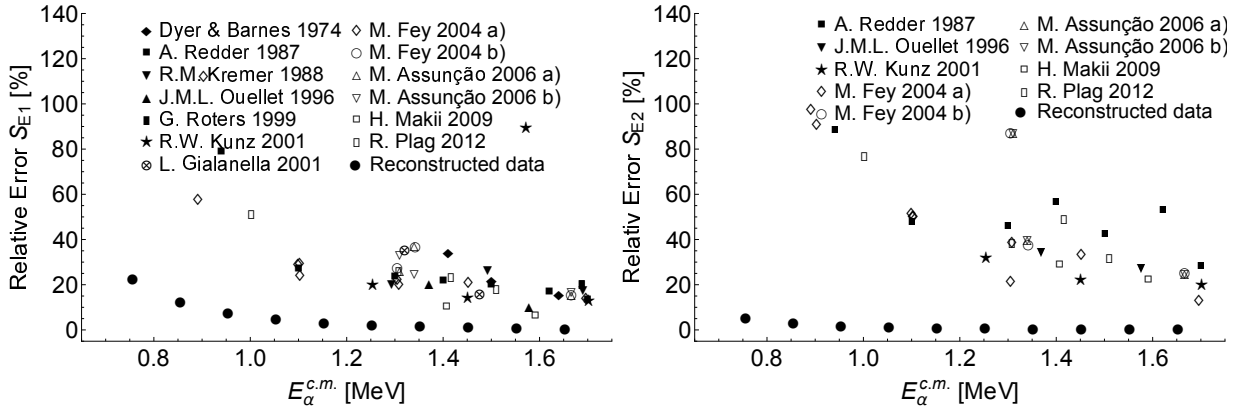 Relative Error S_E1 [%]
140
120
100
80
60
40
20
0
Dyer & Barnes 1974
A. Redder 1987
R.M. Kremer 1988
J.M.L. Ouellet 1996
G. Roters 1999
R.W. Kunz 2001
L. Gialanella 2001
M. Fey 2004 a)
M. Fey 2004 b)
M. Assunção 2006 a)
M. Assunção 2006 b)
H. Makii 2009
R. Plag 2012
Reconstructed data
0.8 1.0 1.2 1.4 1.6
E_α^c.m. [MeV]
Relativ Error S_E2 [%]
140
120
100
80
60
40
20
0
A. Redder 1987
J.M.L. Ouellet 1996
R.W. Kunz 2001
M. Fey 2004 a)
M. Fey 2004 b)
M. Assunção 2006 a)
M. Assunção 2006 b)
H. Makii 2009
R. Plag 2012
Reconstructed data
0.8 1.0 1.2 1.4 1.6
E_α^c.m. [MeV]